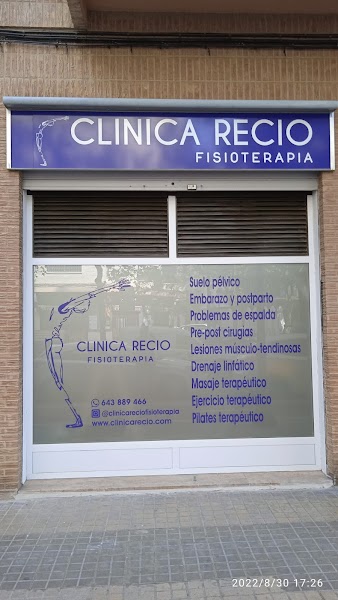 CLINICA RECIO
FISIOTERAPIA
CLINICA RECIO
FISIOTERAPIA
643 889 466
@clinicareciofisioterapia
www.clinicarecio.com
Suelo pélvico
Embarazo y postparto
Problemas de espalda
Pre-post cirugias
Lesiones músculo-tendinosas
Drenaje linfático
Masaje terapéutico
Ejercicio terapéutico
Pilates terapéutico
2022/8/30 17:26